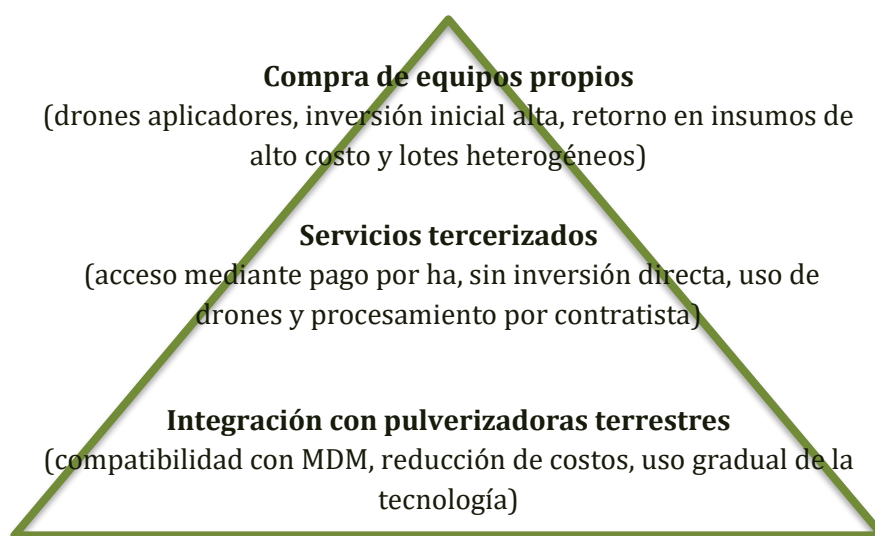 Compra de equipos propios
(drones aplicadores, inversión inicial alta, retorno en insumos de
alto costo y lotes heterogéneos)
Servicios tercerizados
(acceso mediante pago por ha, sin inversión directa, uso de
drones y procesamiento por contratista)
Integración con pulverizadoras terrestres
(compatibilidad con MDM, reducción de costos, uso gradual de la
tecnología)